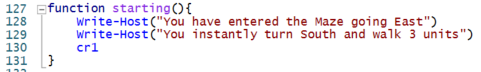 127 function starting(){
128 Write-Host("You have entered the Maze going East")
129 Write-Host("You instantly turn South and walk 3 units")
130 cr1
131 }